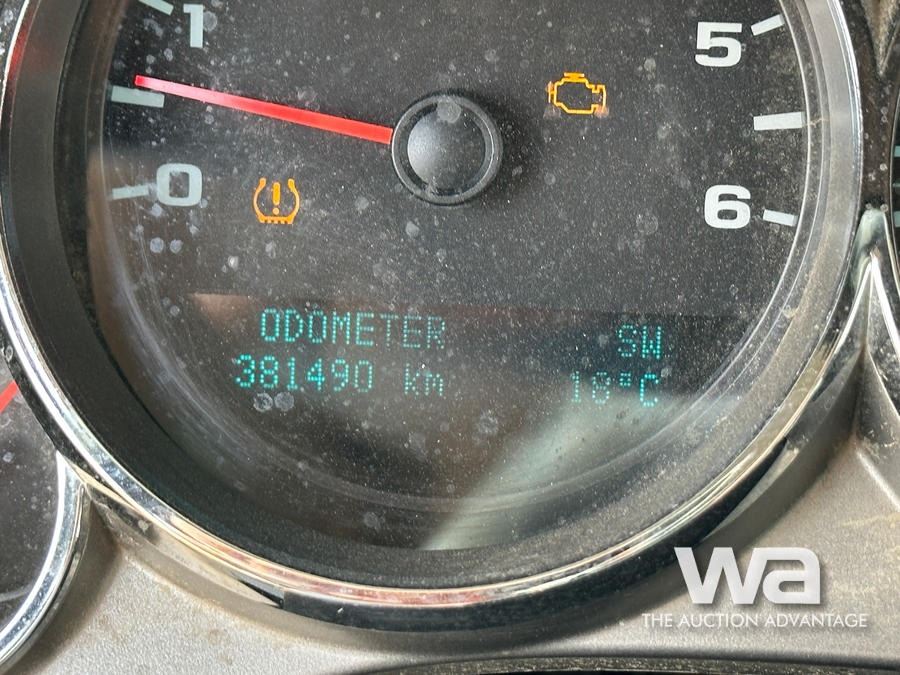 1
5
0
6
ODOMETER
SW
381490 km
18°C
wa
THE AUCTION ADVANTAGE